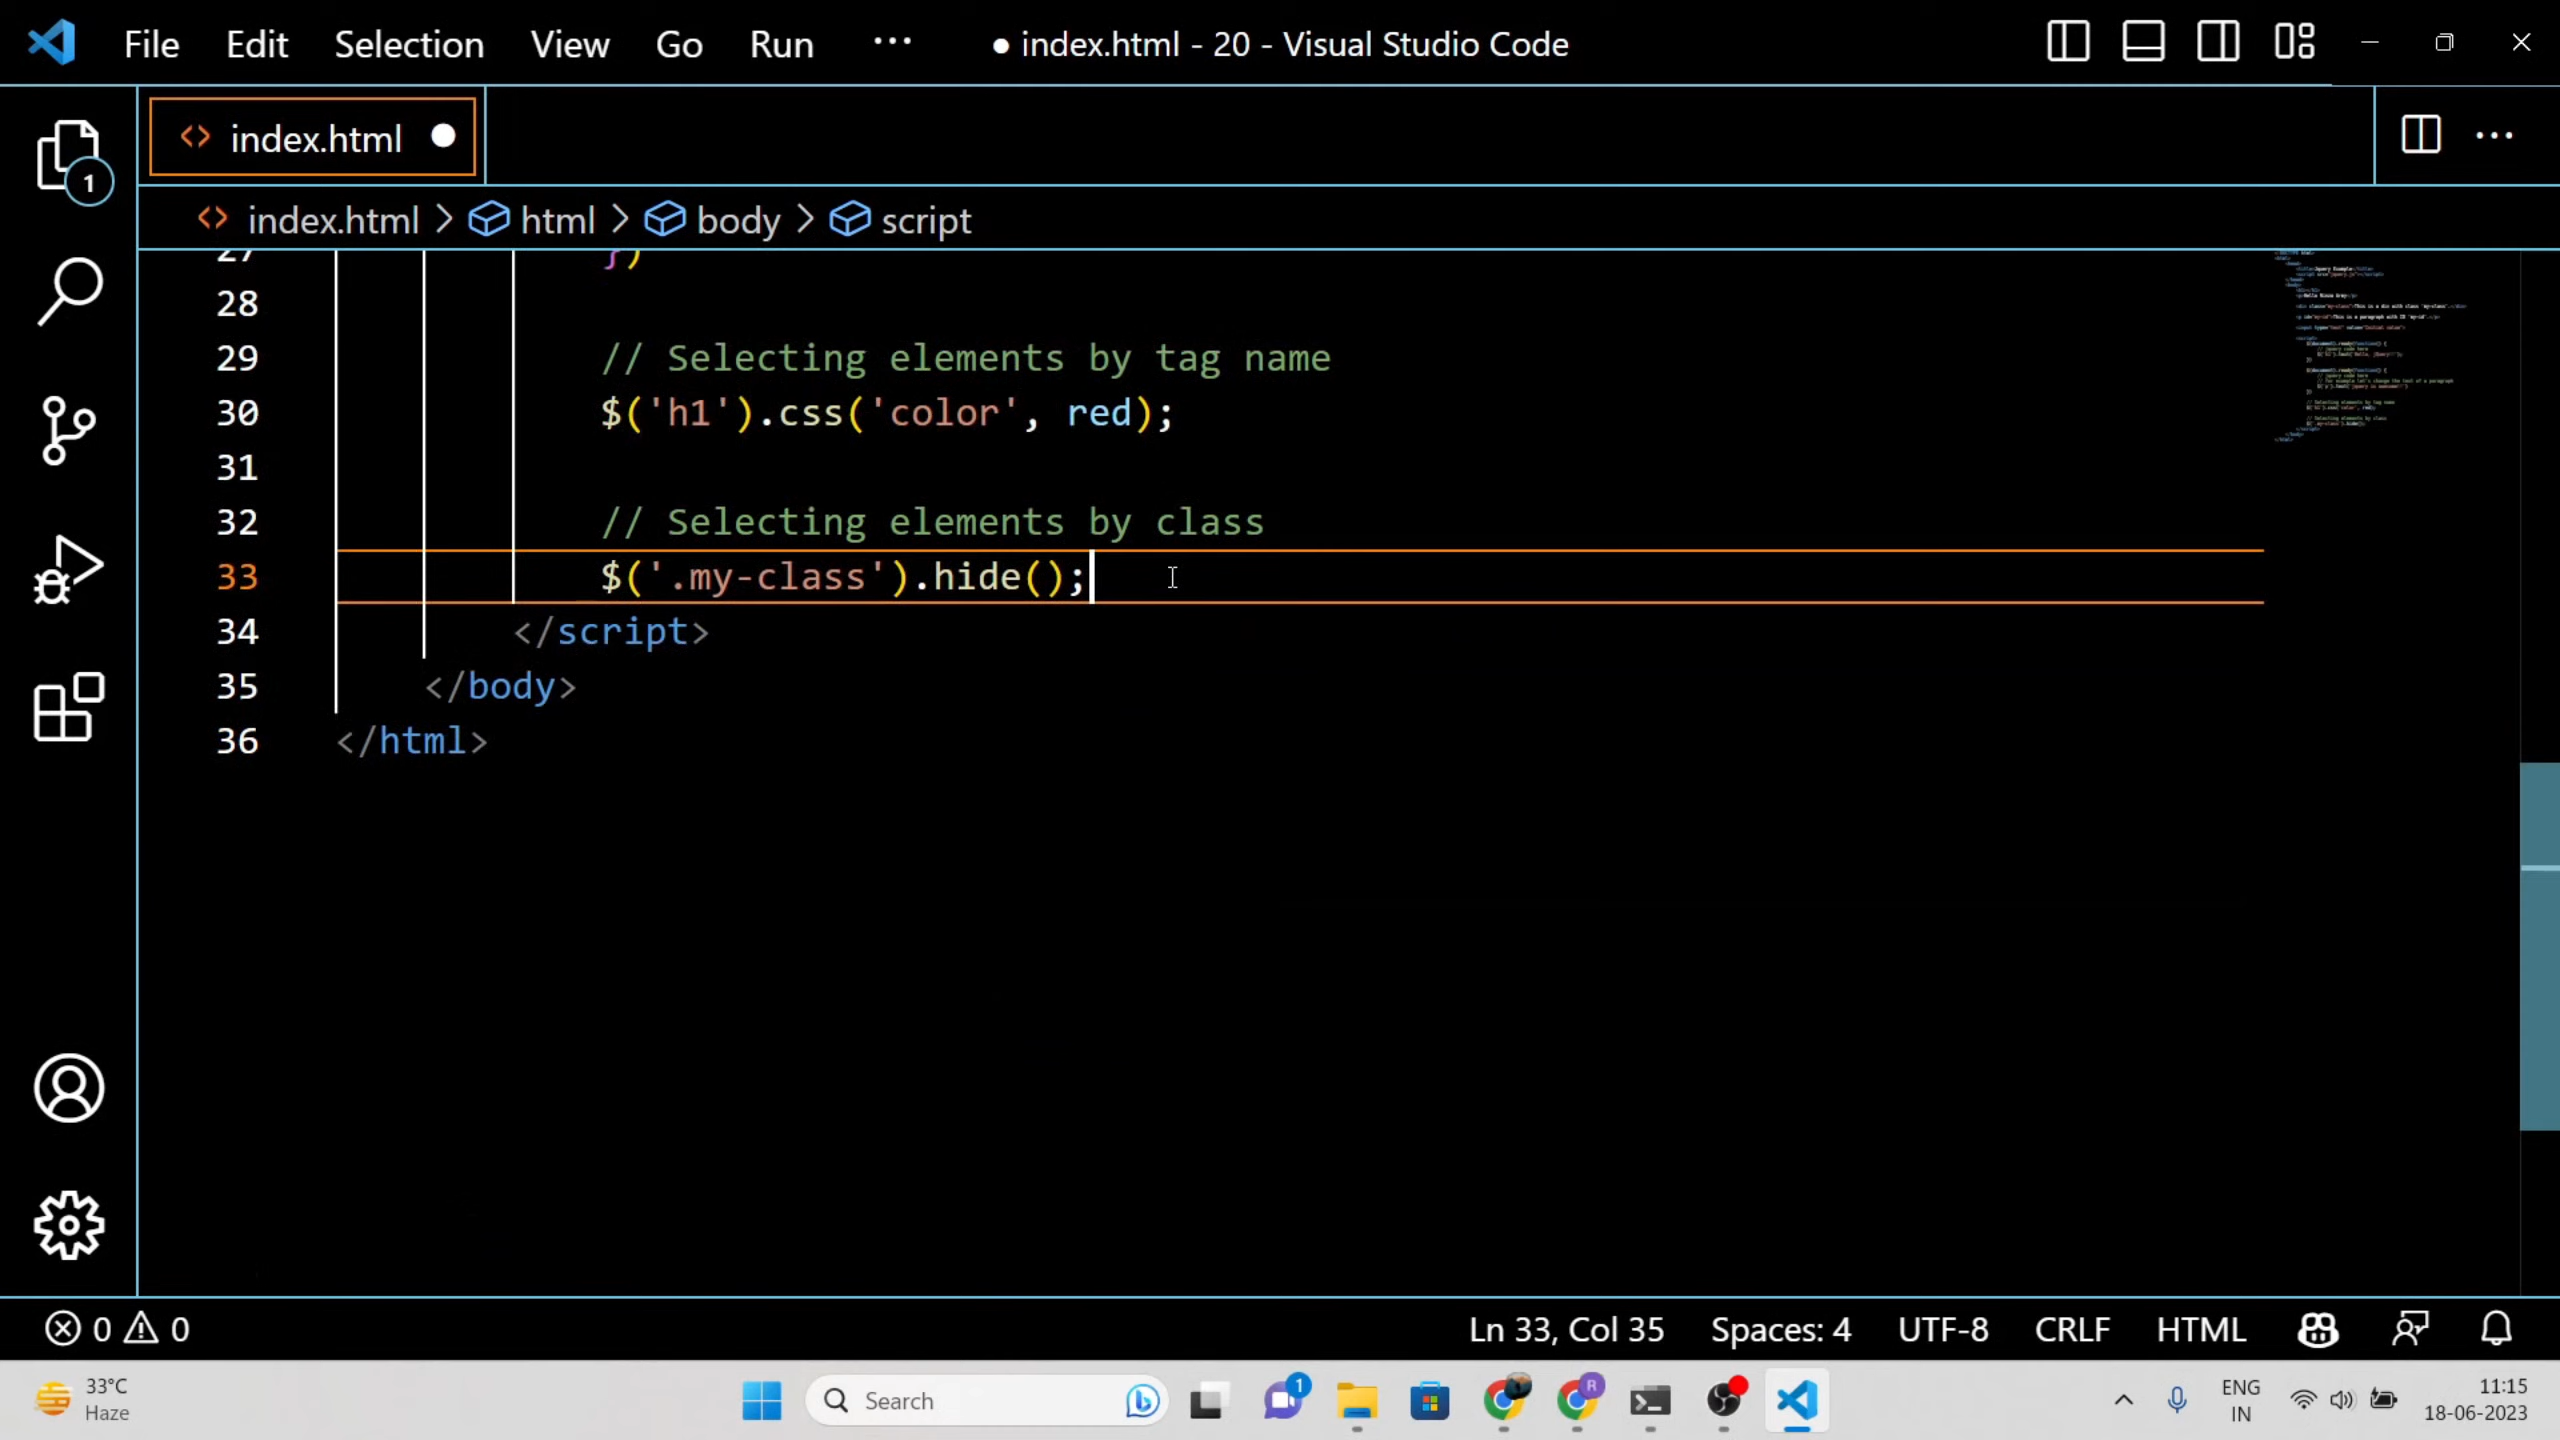 File Edit Selection View Go Run ··· ● index.html - 20 - Visual Studio Code
<> index.html ●
1
<> index.html > html > body > script
27 })
28
29 // Selecting elements by tag name
30 $('h1').css('color', red);
31
32 // Selecting elements by class
33 $('.my-class').hide();
34 </script>
35 </body>
36 </html>
0 0 Ln 33, Col 35 Spaces: 4 UTF-8 CRLF HTML
33°C
Haze
Search
1
R
ENG
IN
11:15
18-06-2023